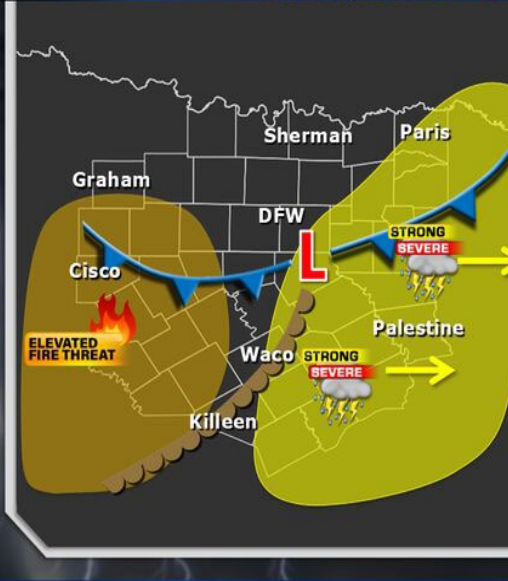 Sherman
Paris
Graham
DFW
STRONG
SEVERE
L
Cisco
ELEVATED
FIRE THREAT
Palestine
Waco
STRONG
SEVERE
Killeen